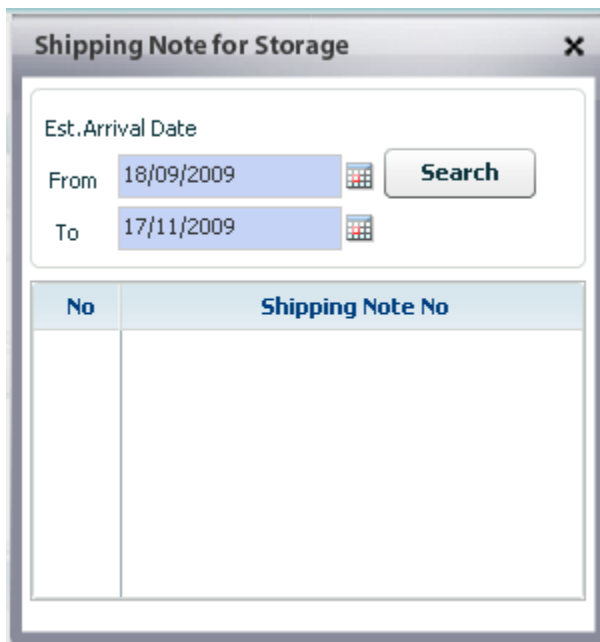 Shipping Note for Storage
Est.Arrival Date
From 18/09/2009 Search
To 17/11/2009
No Shipping Note No